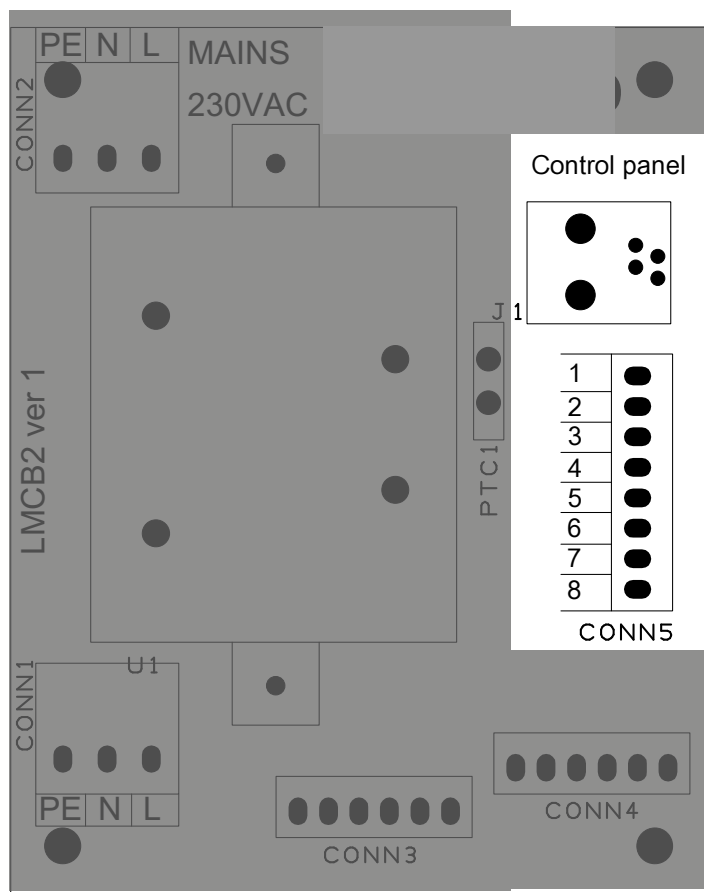 PE N L
MAINS
230VAC
CONN2
Control panel
J1
1
2
3
4
5
6
7
8
CONN5
PTC1
LMCB2 ver 1
U1
CONN1
PE N L
CONN3
CONN4